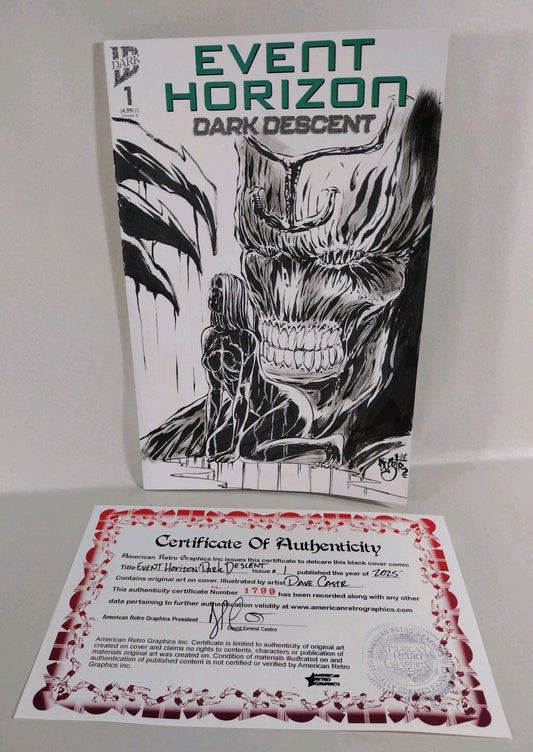 DARK
1
$4.99US
COVER D
EVENT
HORIZON
DARK DESCENT
Certificate Of Authenticity
American Retro Graphics Inc issues this certificate to delcare this blank cover comic
Title EVENT HORIZON: DARK DESCENT Issue # 1 published the year of 2025
Contains original art on cover. Illustrated by artist DAVE CASTR
This authenticity certificate Number 1799 has been recorded along with any other
data pertaining to further authentication validity at www.americanretrographics.com
American Retro Graphics President
David Ernest Castr
American Retro Graphics Inc. Certificate is limited to authenticity of original art
created on cover and claims no rights to contents, characters or publication of
materials original art was created on. Condition of materials illustrated on and
authentication of published content is not certified or verified by American Retro
Graphics Inc.
AMERICAN
RETRO
GRAPHICS